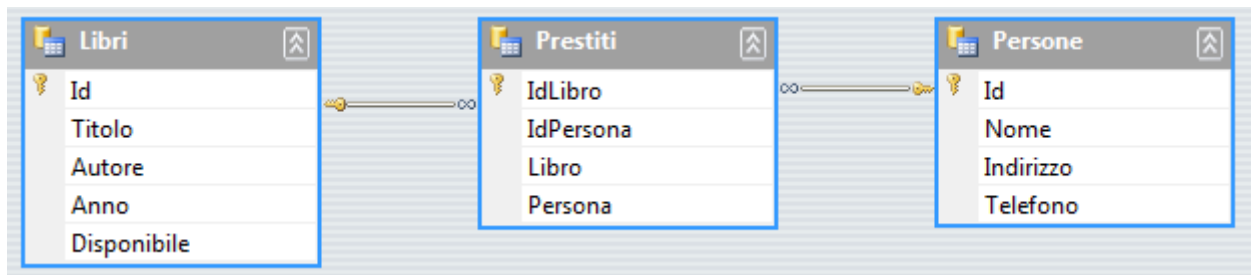 Libri
Id
Titolo
Autore
Anno
Disponibile
Prestiti
IdLibro
IdPersona
Libro
Persona
Persone
Id
Nome
Indirizzo
Telefono